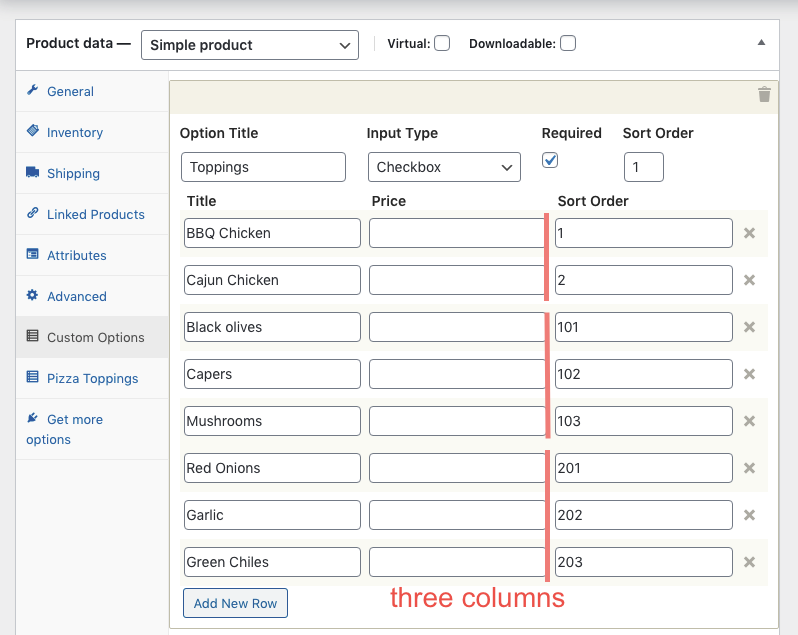 Product data — Simple product Virtual: Downloadable:
General
Inventory
Shipping
Linked Products
Attributes
Advanced
Custom Options
Pizza Toppings
Get more
options
Option Title Input Type Required Sort Order
Toppings Checkbox 1
Title Price Sort Order
BBQ Chicken 1
Cajun Chicken 2
Black olives 101
Capers 102
Mushrooms 103
Red Onions 201
Garlic 202
Green Chiles 203
Add New Row
three columns